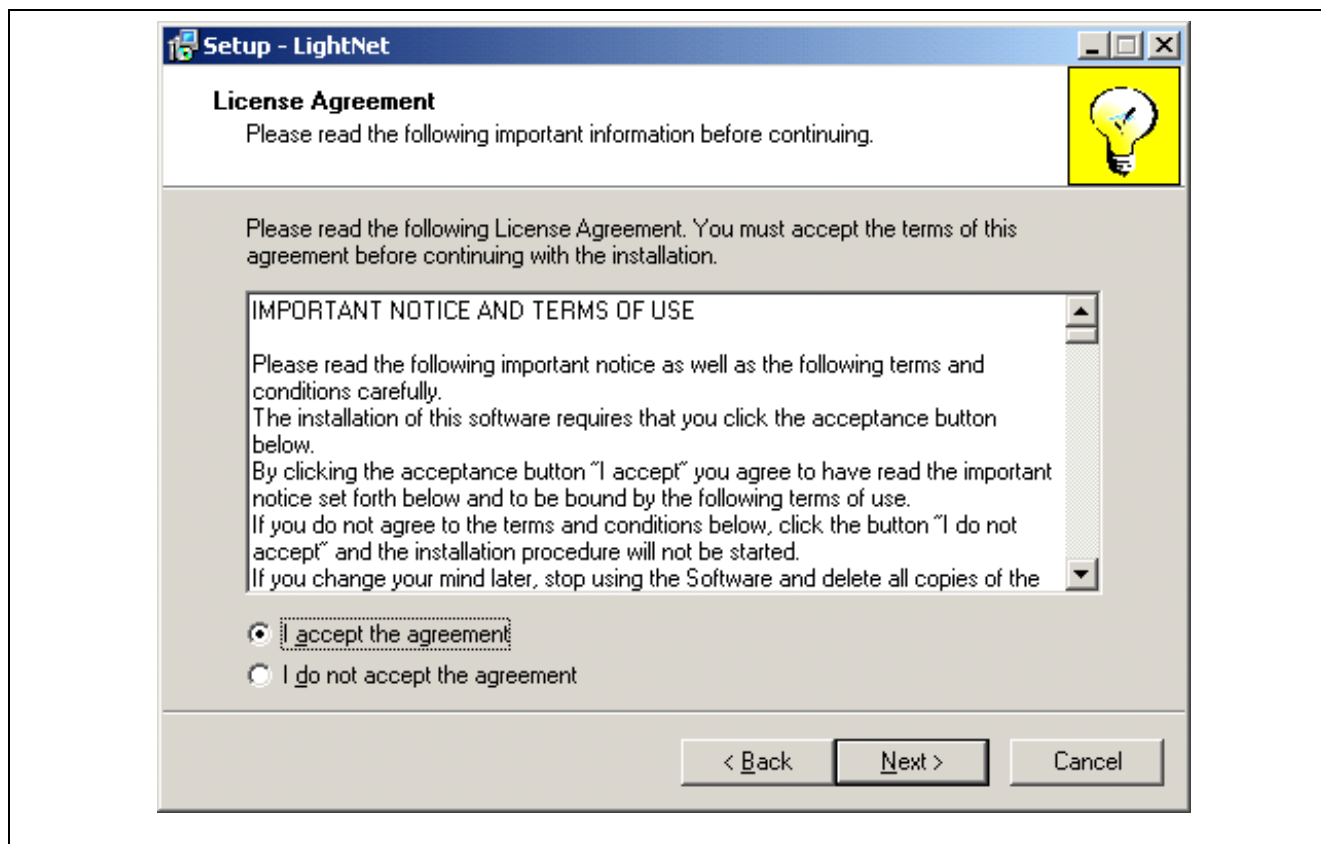 Setup - LightNet
License Agreement
Please read the following important information before continuing.
Please read the following License Agreement. You must accept the terms of this
agreement before continuing with the installation.
IMPORTANT NOTICE AND TERMS OF USE
Please read the following important notice as well as the following terms and
conditions carefully.
The installation of this software requires that you click the acceptance button
below.
By clicking the acceptance button "I accept" you agree to have read the important
notice set forth below and to be bound by the following terms of use.
If you do not agree to the terms and conditions below, click the button "I do not
accept" and the installation procedure will not be started.
If you change your mind later, stop using the Software and delete all copies of the
I accept the agreement
I do not accept the agreement
< Back Next > Cancel